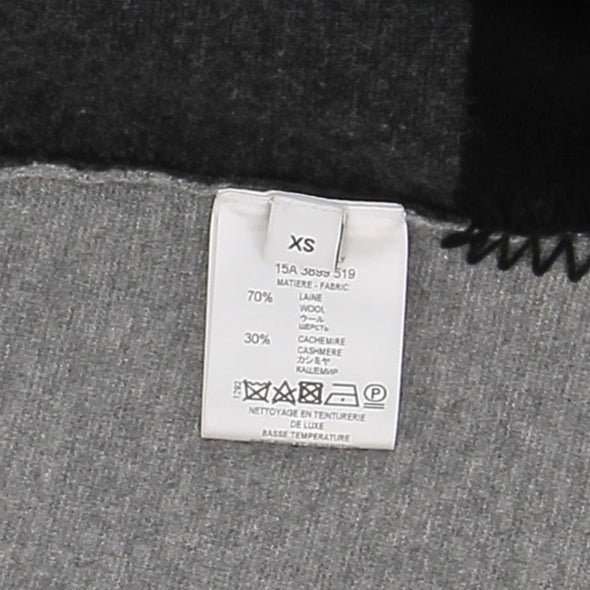 XS
15A 3699 519
MATIERE - FABRIC
70% LAINE
WOOL
ウール
ШЕРСТЬ
30% CACHEMIRE
CASHMERE
カシミヤ
КАШЕМИР
NETTOYAGE EN TEINTURERIE
DE LUXE
BASSE TEMPERATURE